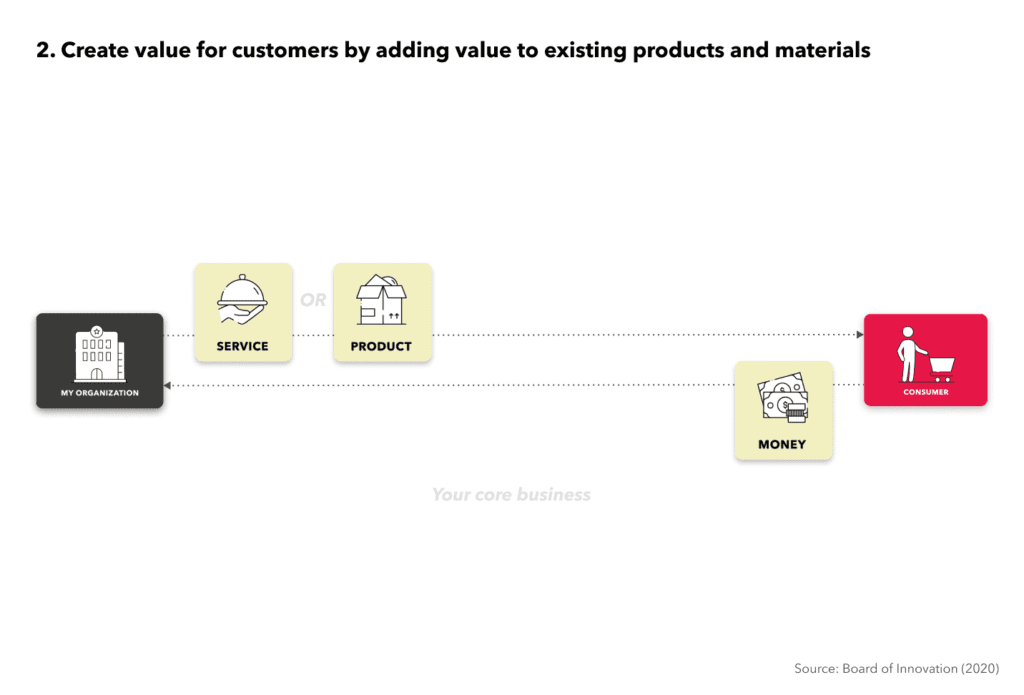 2. Create value for customers by adding value to existing products and materials
SERVICE
OR
PRODUCT
MY ORGANIZATION
CONSUMER
MONEY
Your core business
Source: Board of Innovation (2020)